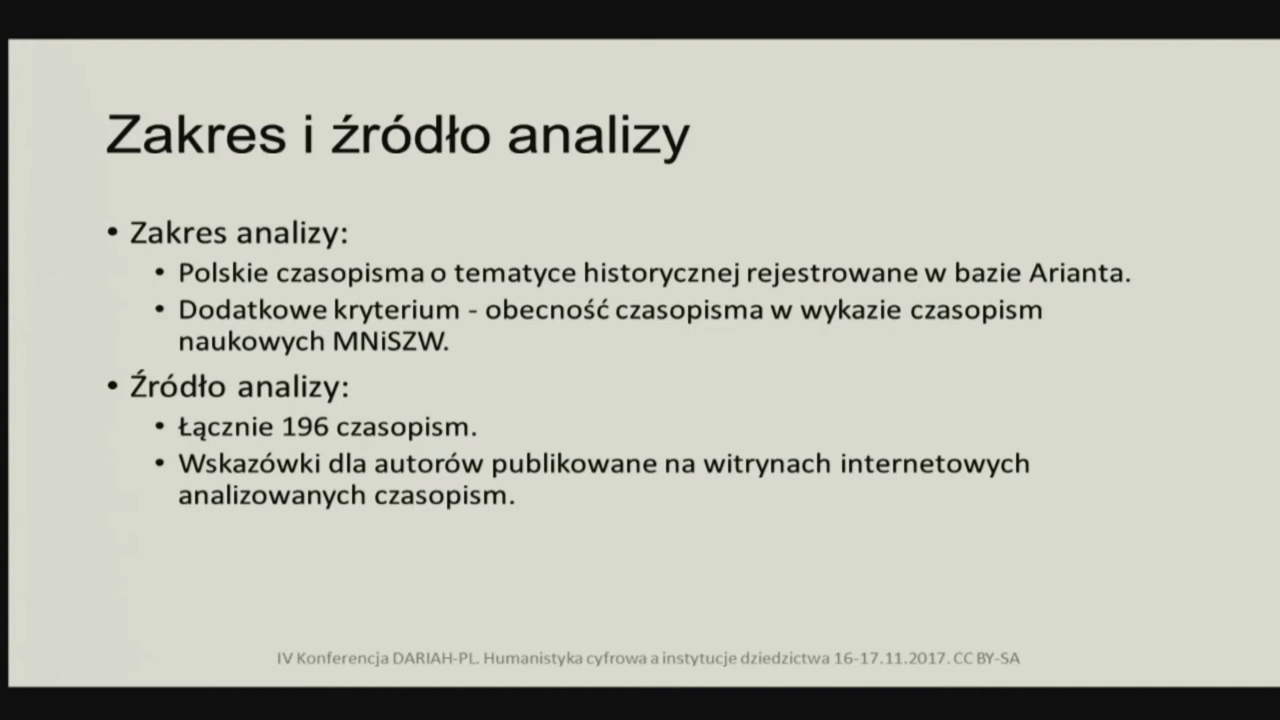 Zakres i źródło analizy
• Zakres analizy:
• Polskie czasopisma o tematyce historycznej rejestrowane w bazie Arianta.
• Dodatkowe kryterium - obecność czasopisma w wykazie czasopism
naukowych MNiSZW.
• Źródło analizy:
• Łącznie 196 czasopism.
• Wskazówki dla autorów publikowane na witrynach internetowych
analizowanych czasopism.
IV Konferencja DARIAH-PL. Humanistyka cyfrowa a instytucje dziedzictwa 16-17.11.2017. CC BY-SA